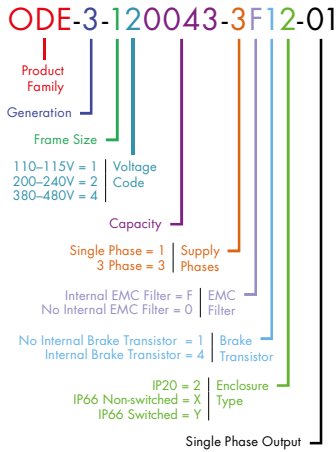 ODE-3-120043-3F12-01
Product
Family
Generation
Frame Size
110–115V = 1 Voltage
200–240V = 2 Code
380–480V = 4
Capacity
Single Phase = 1 Supply
3 Phase = 3 Phases
Internal EMC Filter = F EMC
No Internal EMC Filter = 0 Filter
No Internal Brake Transistor = 1 Brake
Internal Brake Transistor = 4 Transistor
IP20 = 2 Enclosure
IP66 Non-switched = X Type
IP66 Switched = Y
Single Phase Output